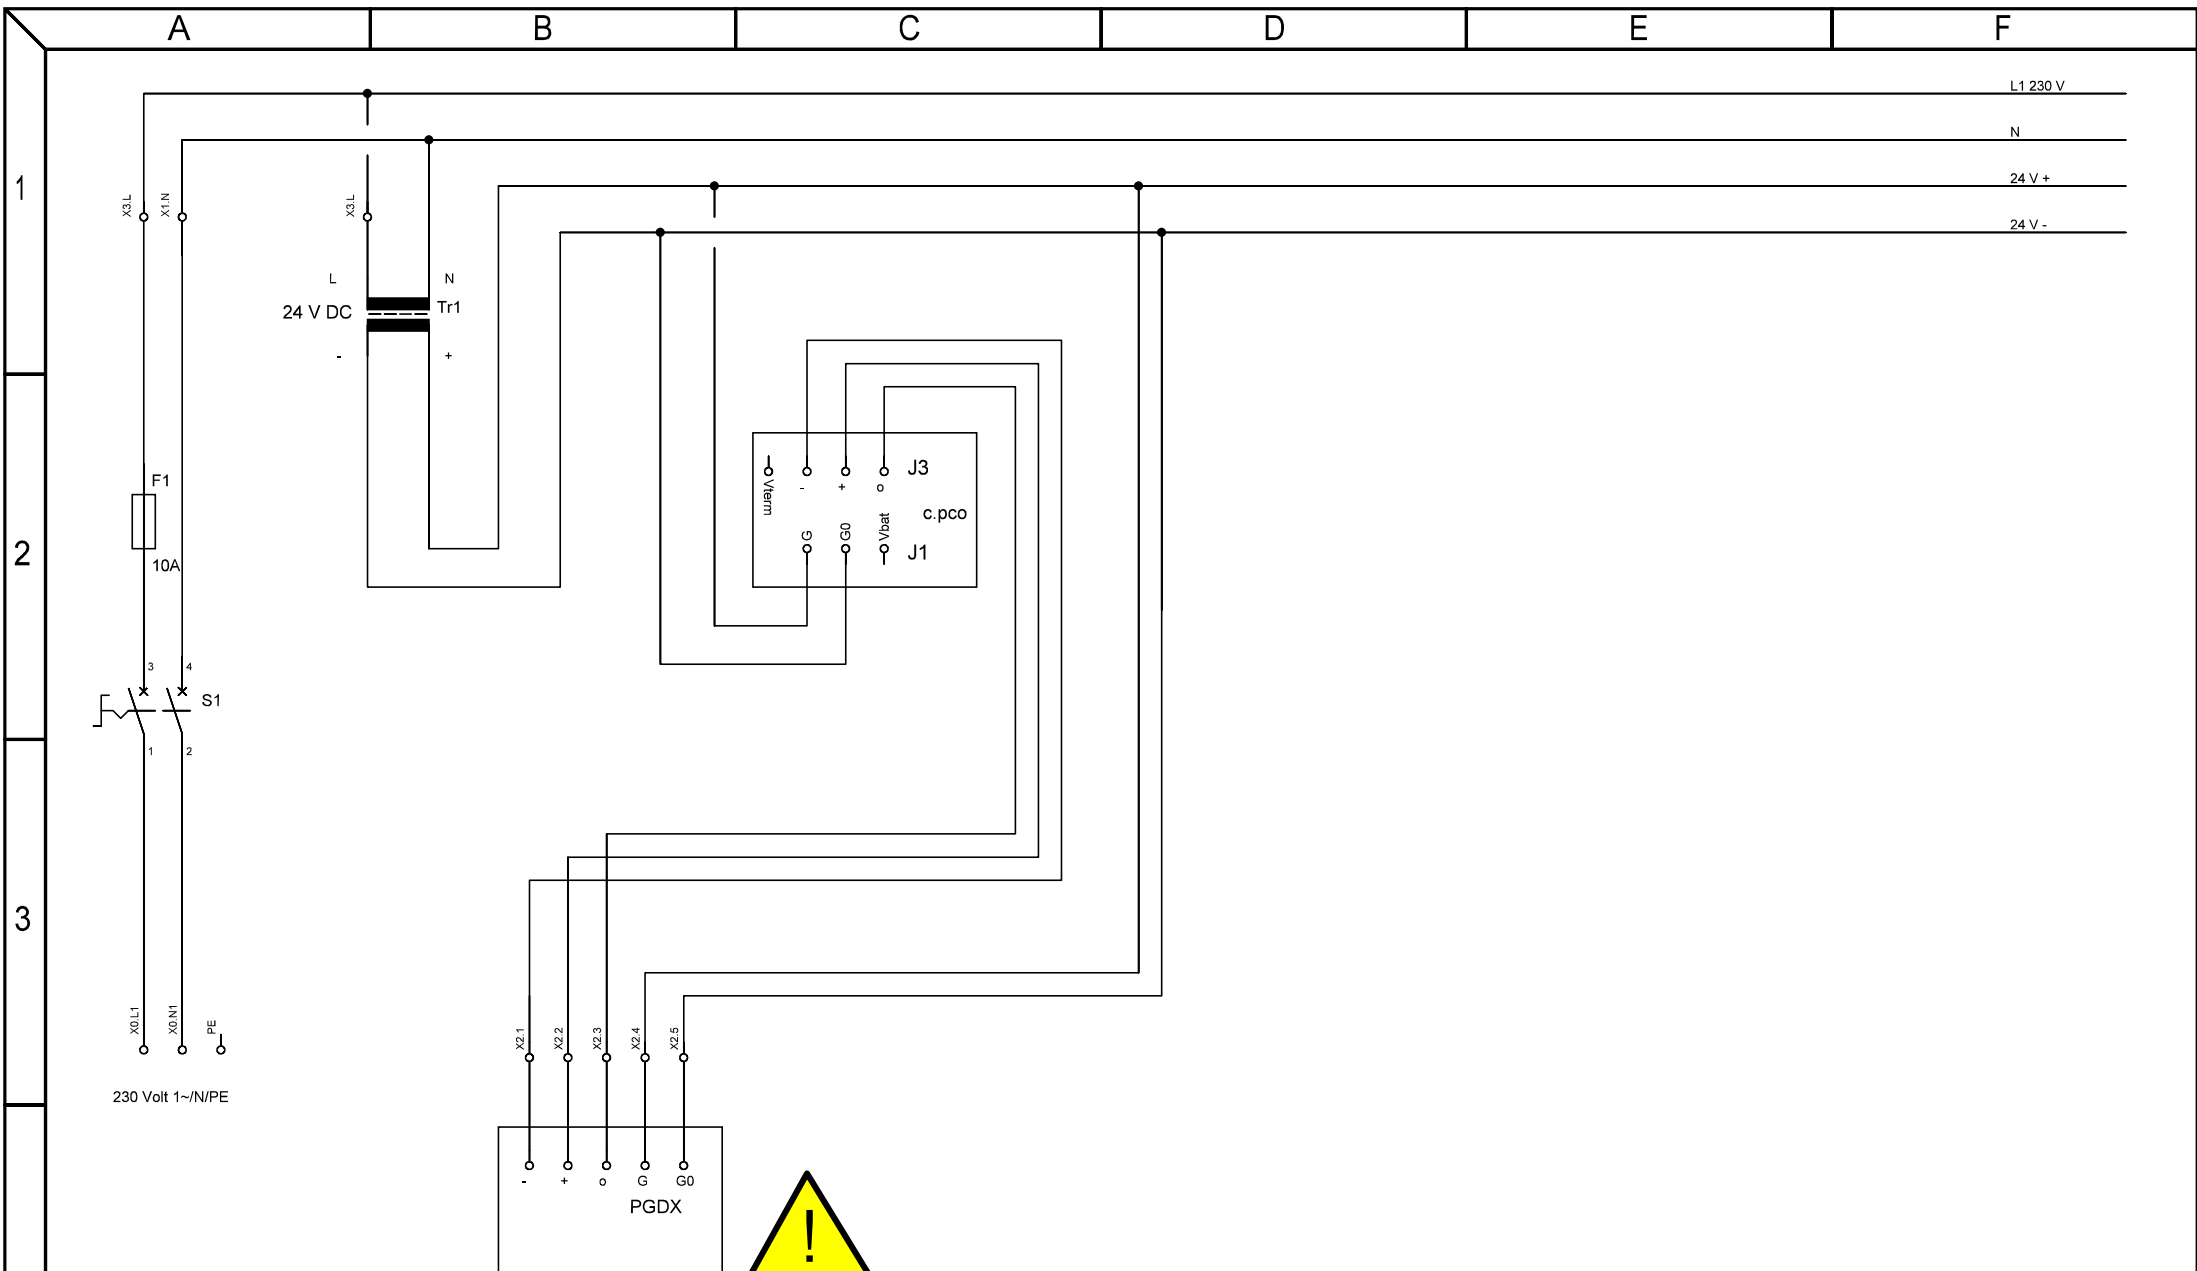 A B C D E F
L1 230 V
N
24 V +
24 V -
1
X3.L X1.N X3.L
L N
24 V DC Tr1
- +
F1
10A
2
Vterm - + o J3
c.pco
G G0 Vbat J1
3 4
S1
1 2
3
X0.L1 X0.N1 PE
230 Volt 1~/N/PE
X2.1 X2.2 X2.3 X2.4 X2.5
- + o G G0
PGDX
!